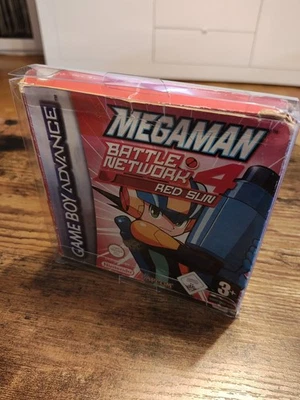 GAME BOY ADVANCE
MEGAMAN
BATTLE
NETWORK 4
RED SUN
3+